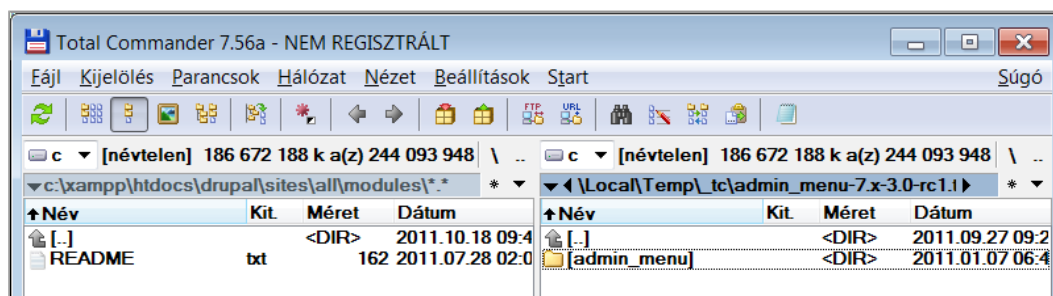 Total Commander 7.56a - NEM REGISZTRÁLT
Fájl Kijelölés Parancsok Hálózat Nézet Beállítások Start Súgó
FTP URL
c [névtelen] 186 672 188 k a(z) 244 093 948 \ .. c [névtelen] 186 672 188 k a(z) 244 093 948 \ ..
c:\xampp\htdocs\drupal\sites\all\modules\*.* * \Local\Temp\_tc\admin_menu-7.x-3.0-rc1.t *
Név Kit. Méret Dátum Név Kit. Méret Dátum
[..] <DIR> 2011.10.18 09:4 [..] <DIR> 2011.09.27 09:2
README txt 162 2011.07.28 02:0 [admin_menu] <DIR> 2011.01.07 06:4